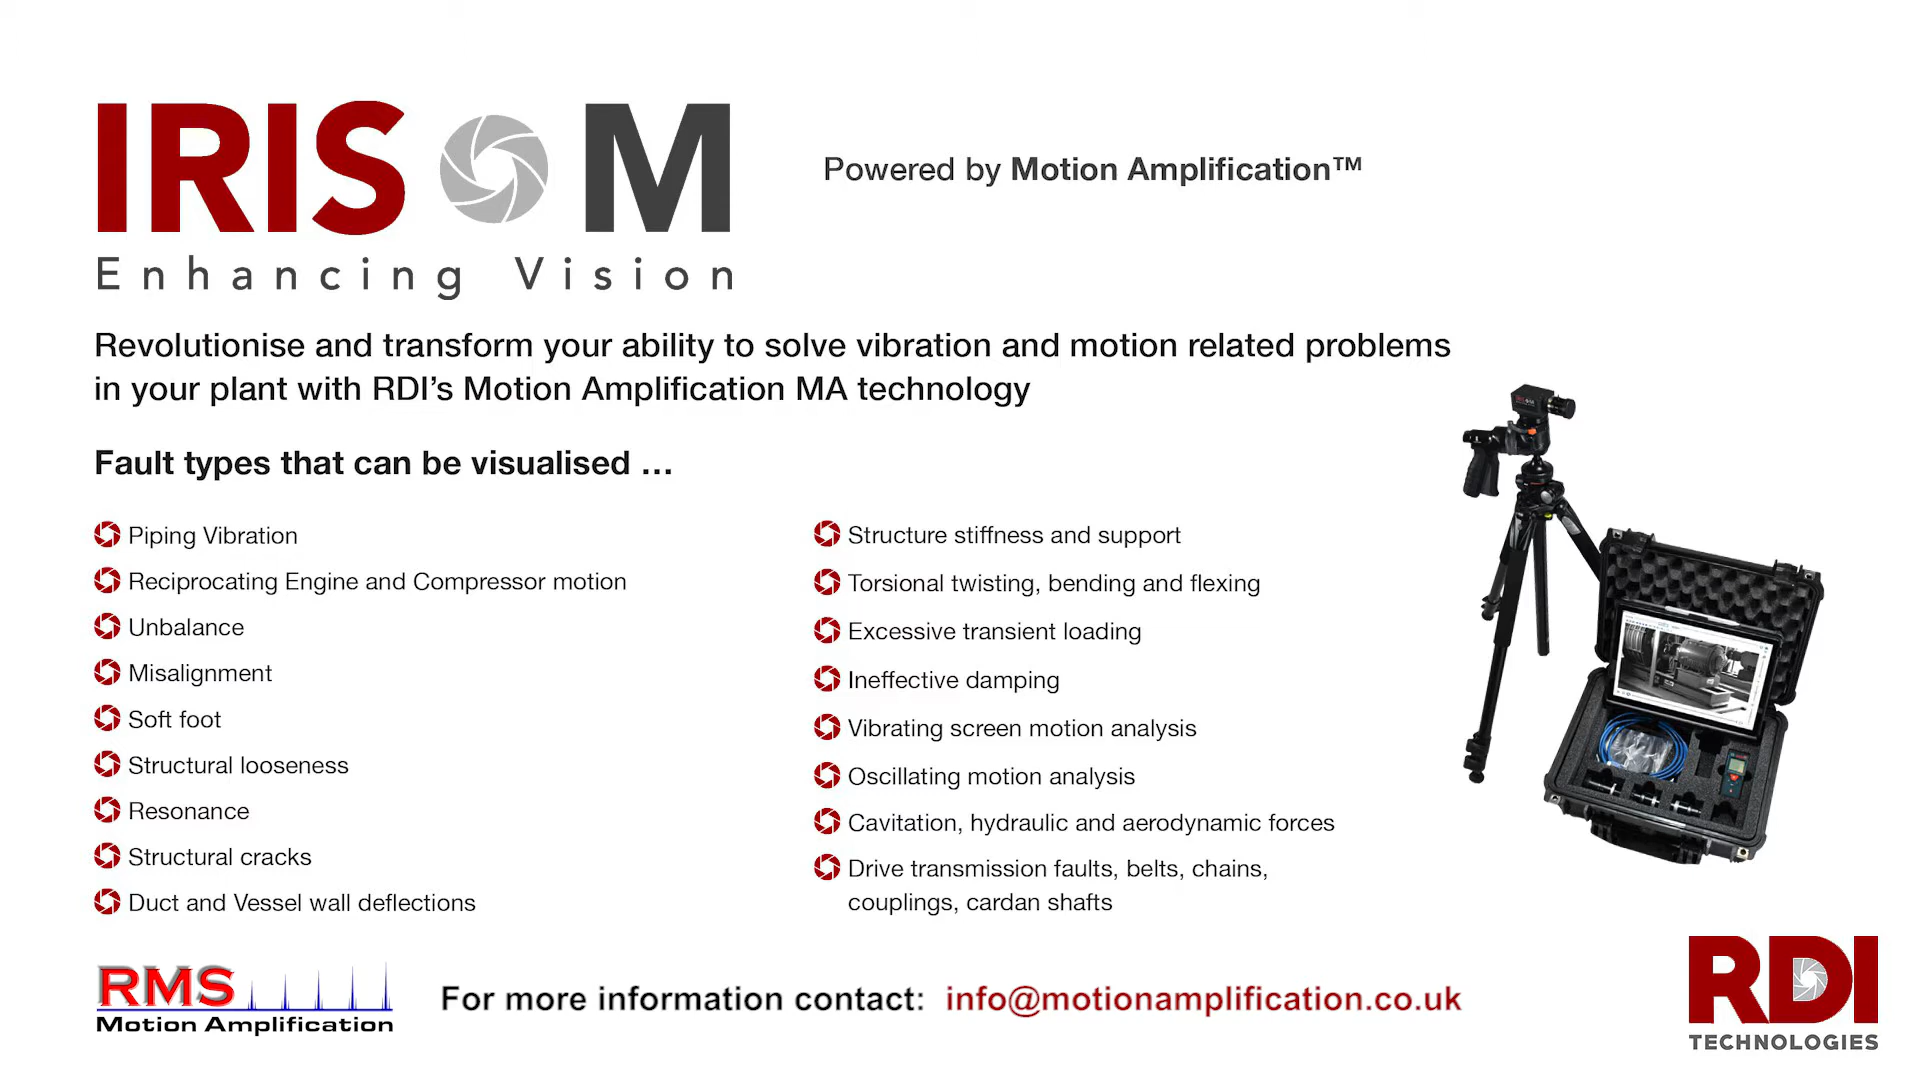 IRIS M
Enhancing Vision
Powered by Motion Amplification™
Revolutionise and transform your ability to solve vibration and motion related problems
in your plant with RDI’s Motion Amplification MA technology
Fault types that can be visualised …
Piping Vibration
Reciprocating Engine and Compressor motion
Unbalance
Misalignment
Soft foot
Structural looseness
Resonance
Structural cracks
Duct and Vessel wall deflections
Structure stiffness and support
Torsional twisting, bending and flexing
Excessive transient loading
Ineffective damping
Vibrating screen motion analysis
Oscillating motion analysis
Cavitation, hydraulic and aerodynamic forces
Drive transmission faults, belts, chains,
couplings, cardan shafts
RMS
Motion Amplification
For more information contact: info@motionamplification.co.uk
RDI
TECHNOLOGIES